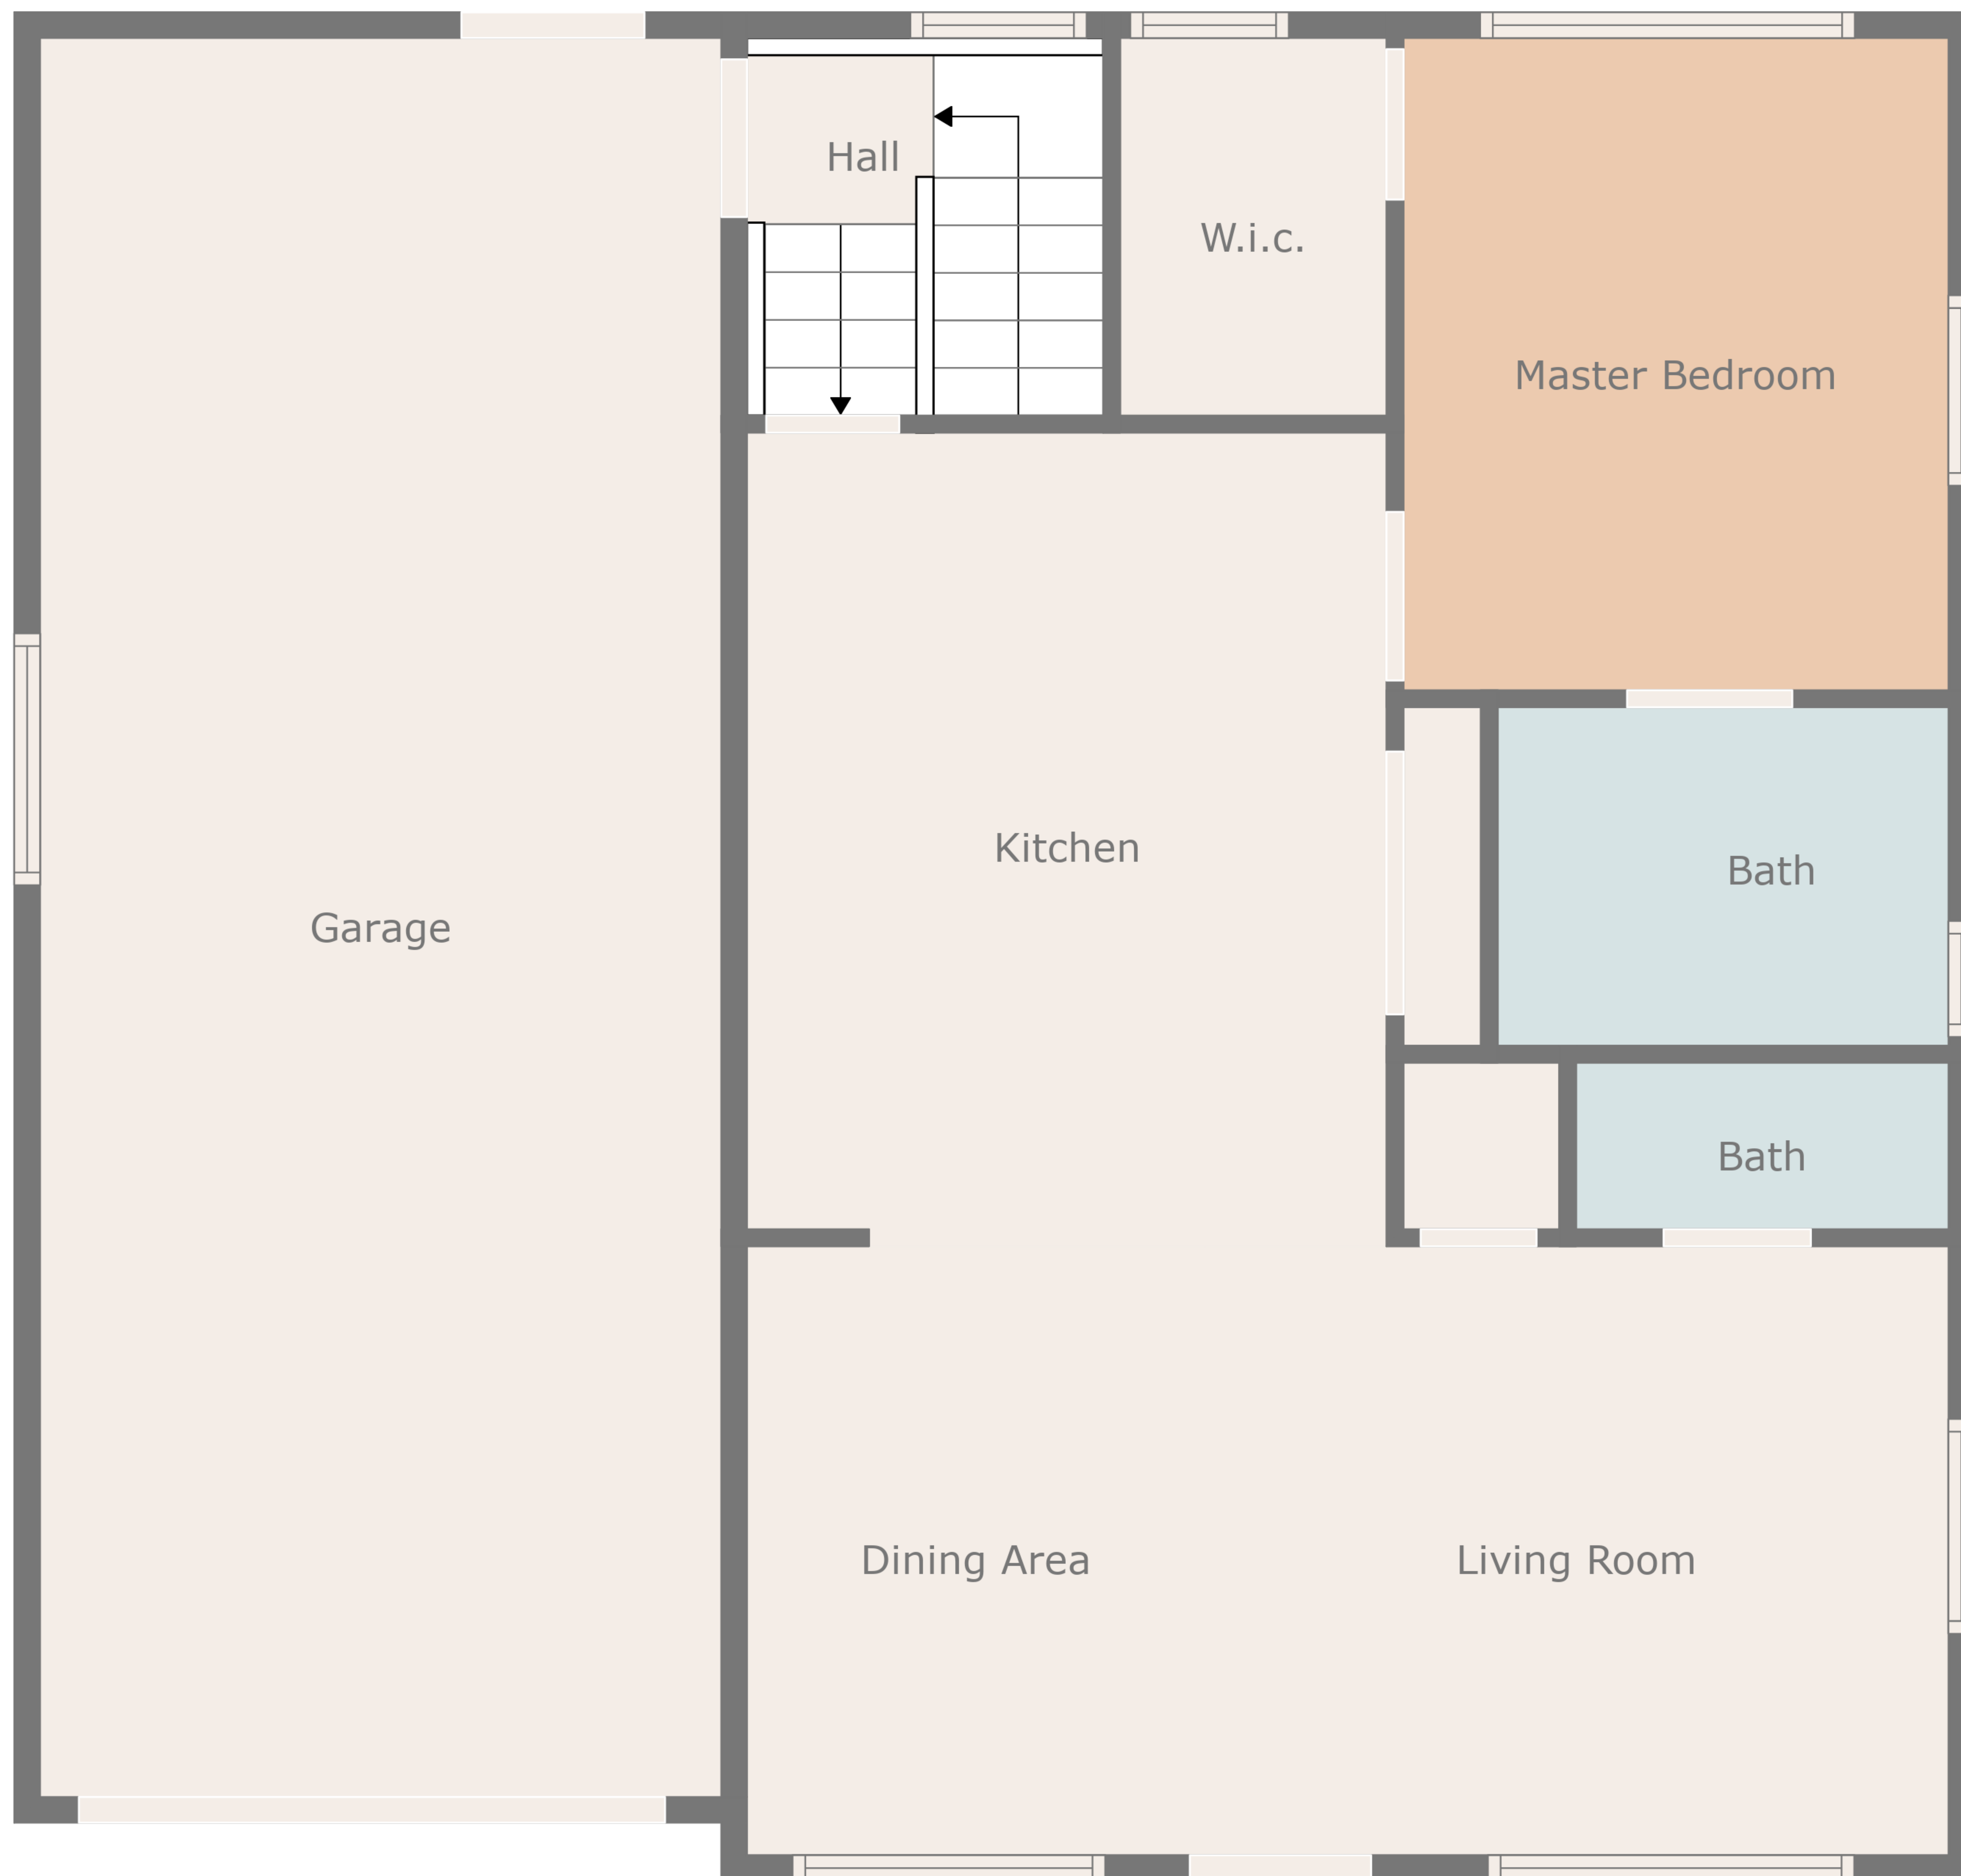 Hall
W.i.c.
Master Bedroom
Kitchen
Bath
Garage
Bath
Dining Area
Living Room